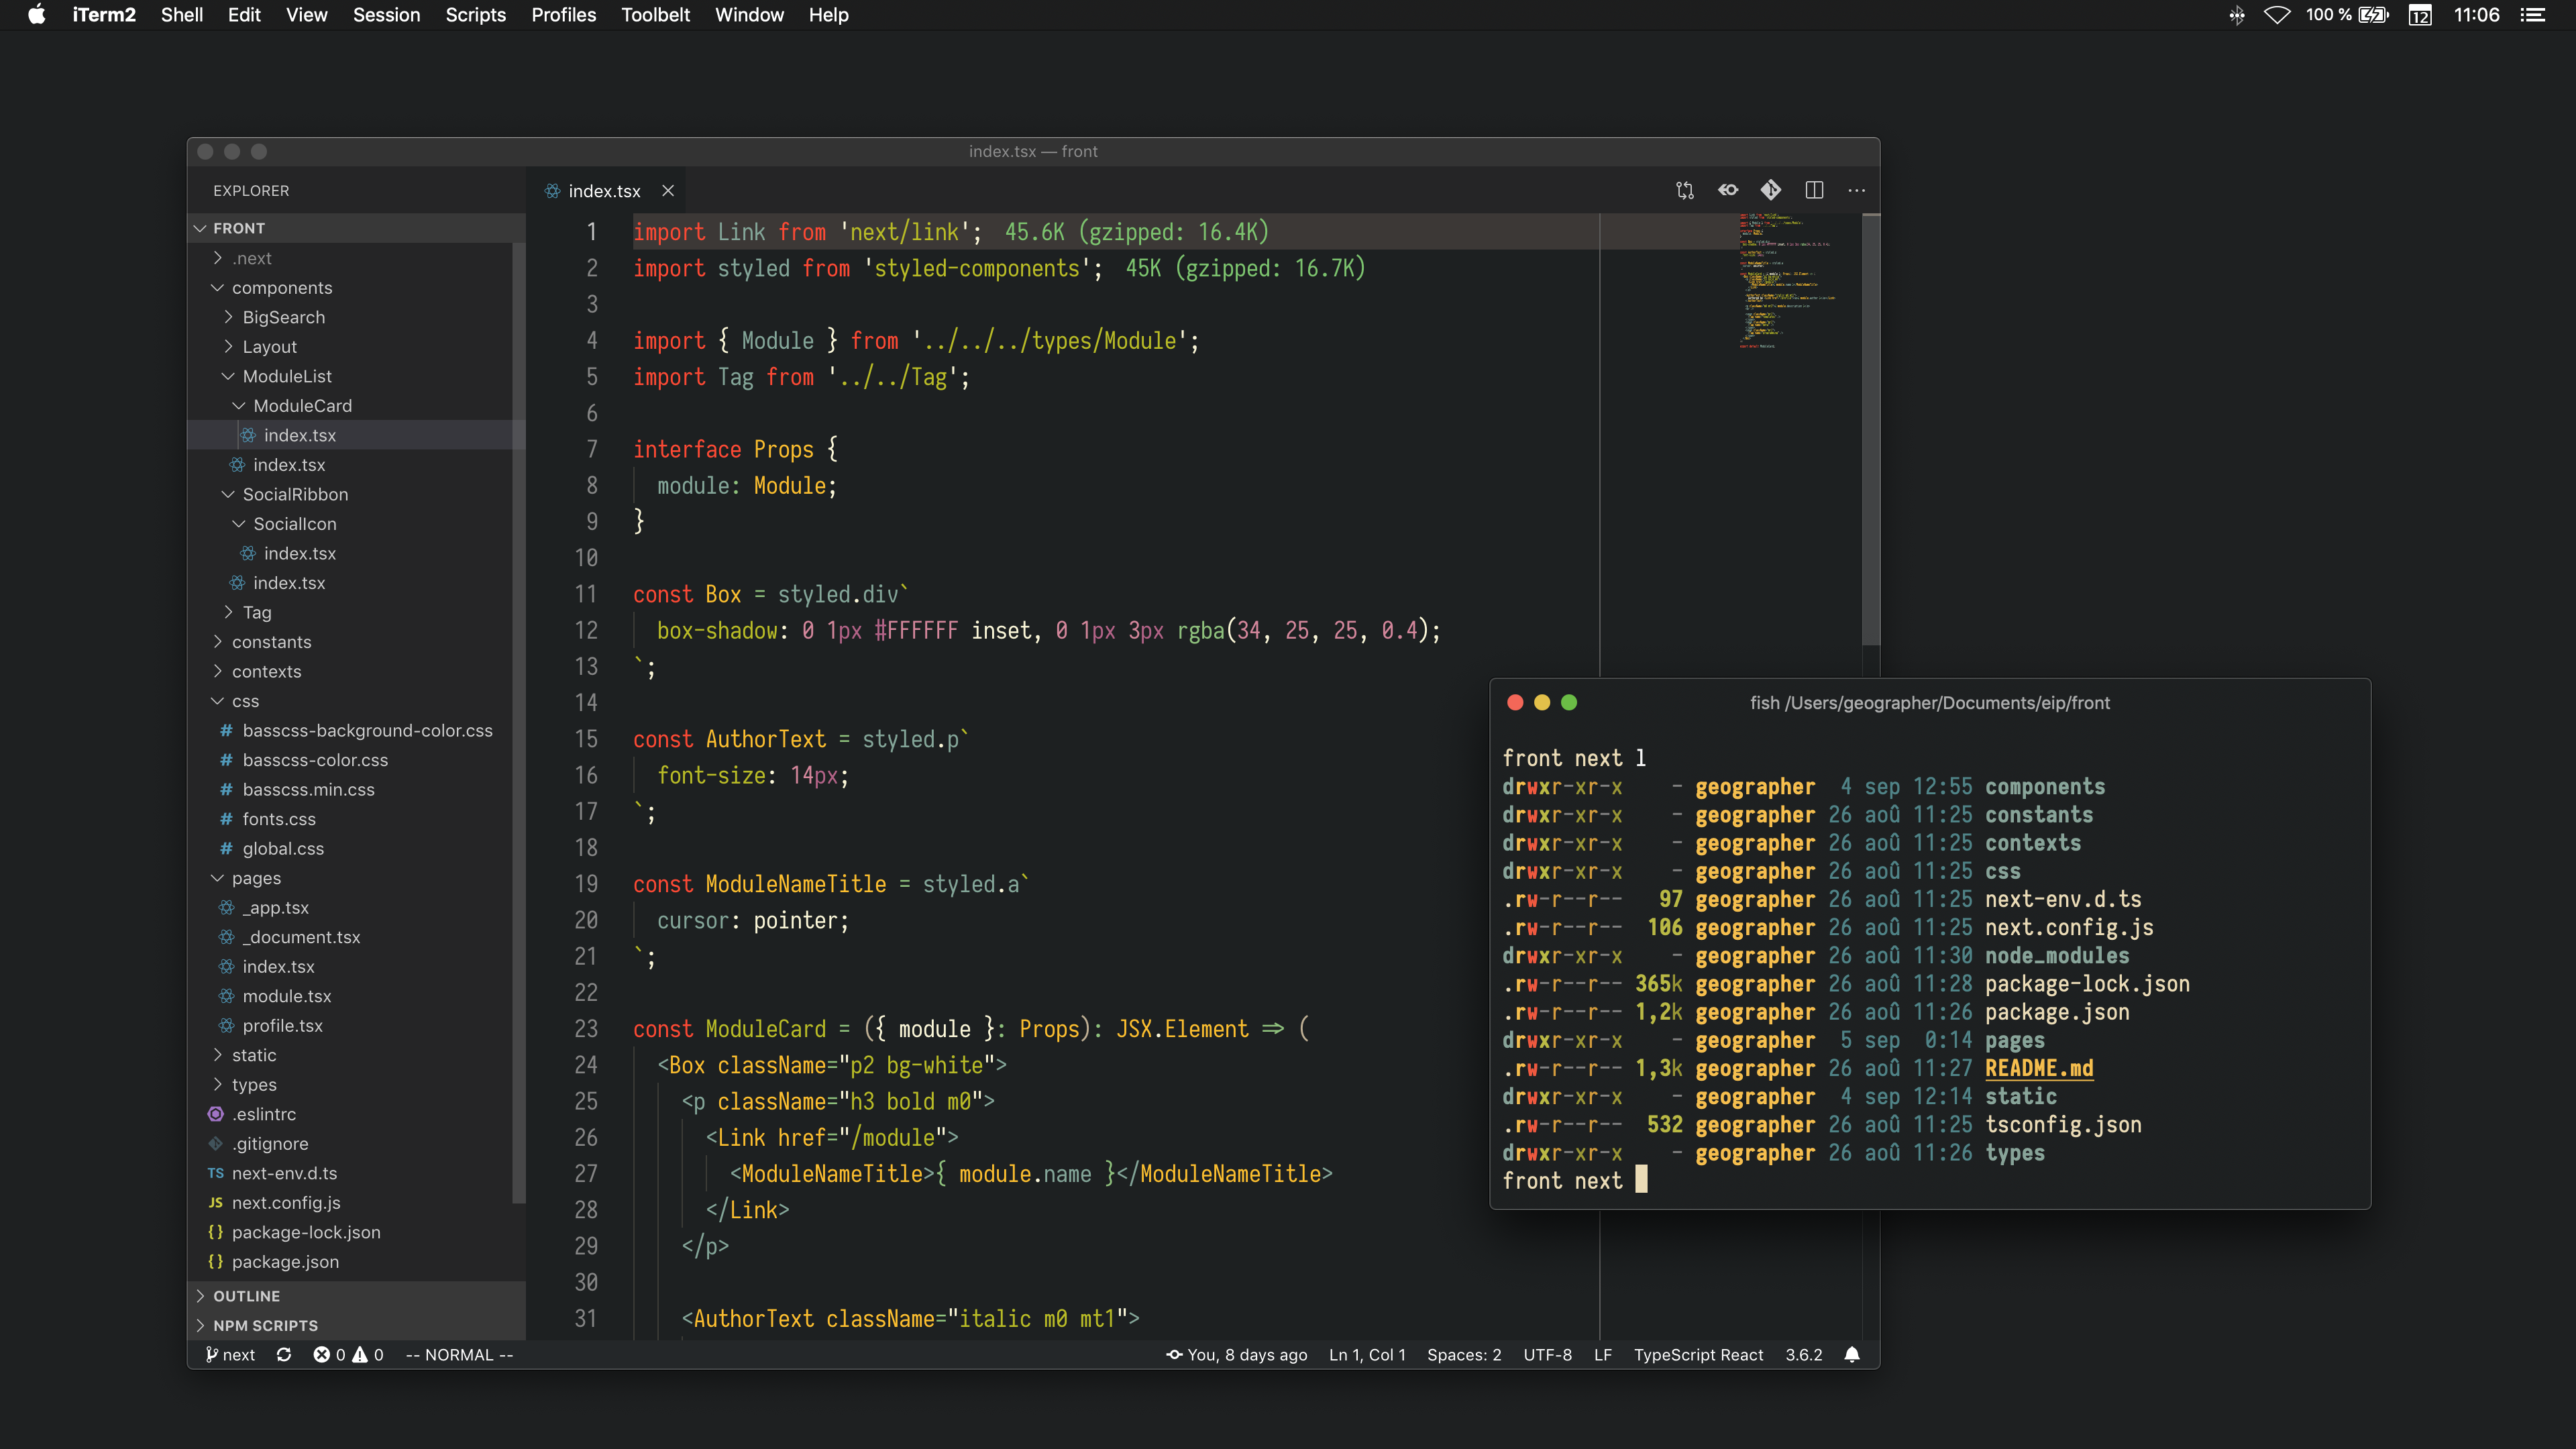 iTerm2 Shell Edit View Session Scripts Profiles Toolbelt Window Help
100 % 12 11:06
index.tsx — front
EXPLORER
FRONT
.next
components
BigSearch
Layout
ModuleList
ModuleCard
index.tsx
index.tsx
SocialRibbon
SocialIcon
index.tsx
index.tsx
Tag
constants
contexts
css
# basscss-background-color.css
# basscss-color.css
# basscss.min.css
# fonts.css
# global.css
pages
_app.tsx
_document.tsx
index.tsx
module.tsx
profile.tsx
static
types
.eslintrc
.gitignore
TS next-env.d.ts
JS next.config.js
{} package-lock.json
{} package.json
OUTLINE
NPM SCRIPTS
index.tsx
1 import Link from 'next/link'; 45.6K (gzipped: 16.4K)
2 import styled from 'styled-components'; 45K (gzipped: 16.7K)
3
4 import { Module } from '../../../types/Module';
5 import Tag from '../../Tag';
6
7 interface Props {
8 module: Module;
9 }
10
11 const Box = styled.div`
12 box-shadow: 0 1px #FFFFFF inset, 0 1px 3px rgba(34, 25, 25, 0.4);
13 `;
14
15 const AuthorText = styled.p`
16 font-size: 14px;
17 `;
18
19 const ModuleNameTitle = styled.a`
20 cursor: pointer;
21 `;
22
23 const ModuleCard = ({ module }: Props): JSX.Element => (
24 <Box className="p2 bg-white">
25 <p className="h3 bold m0">
26 <Link href="/module">
27 <ModuleNameTitle>{ module.name }</ModuleNameTitle>
28 </Link>
29 </p>
30
31 <AuthorText className="italic m0 mt1">
next 0 0 -- NORMAL --
You, 8 days ago Ln 1, Col 1 Spaces: 2 UTF-8 LF TypeScript React 3.6.2
fish /Users/geographer/Documents/eip/front
front next l
drwxr-xr-x - geographer 4 sep 12:55 components
drwxr-xr-x - geographer 26 aoû 11:25 constants
drwxr-xr-x - geographer 26 aoû 11:25 contexts
drwxr-xr-x - geographer 26 aoû 11:25 css
.rw-r--r-- 97 geographer 26 aoû 11:25 next-env.d.ts
.rw-r--r-- 106 geographer 26 aoû 11:25 next.config.js
drwxr-xr-x - geographer 26 aoû 11:30 node_modules
.rw-r--r-- 365k geographer 26 aoû 11:28 package-lock.json
.rw-r--r-- 1,2k geographer 26 aoû 11:26 package.json
drwxr-xr-x - geographer 5 sep 0:14 pages
.rw-r--r-- 1,3k geographer 26 aoû 11:27 README.md
drwxr-xr-x - geographer 4 sep 12:14 static
.rw-r--r-- 532 geographer 26 aoû 11:25 tsconfig.json
drwxr-xr-x - geographer 26 aoû 11:26 types
front next